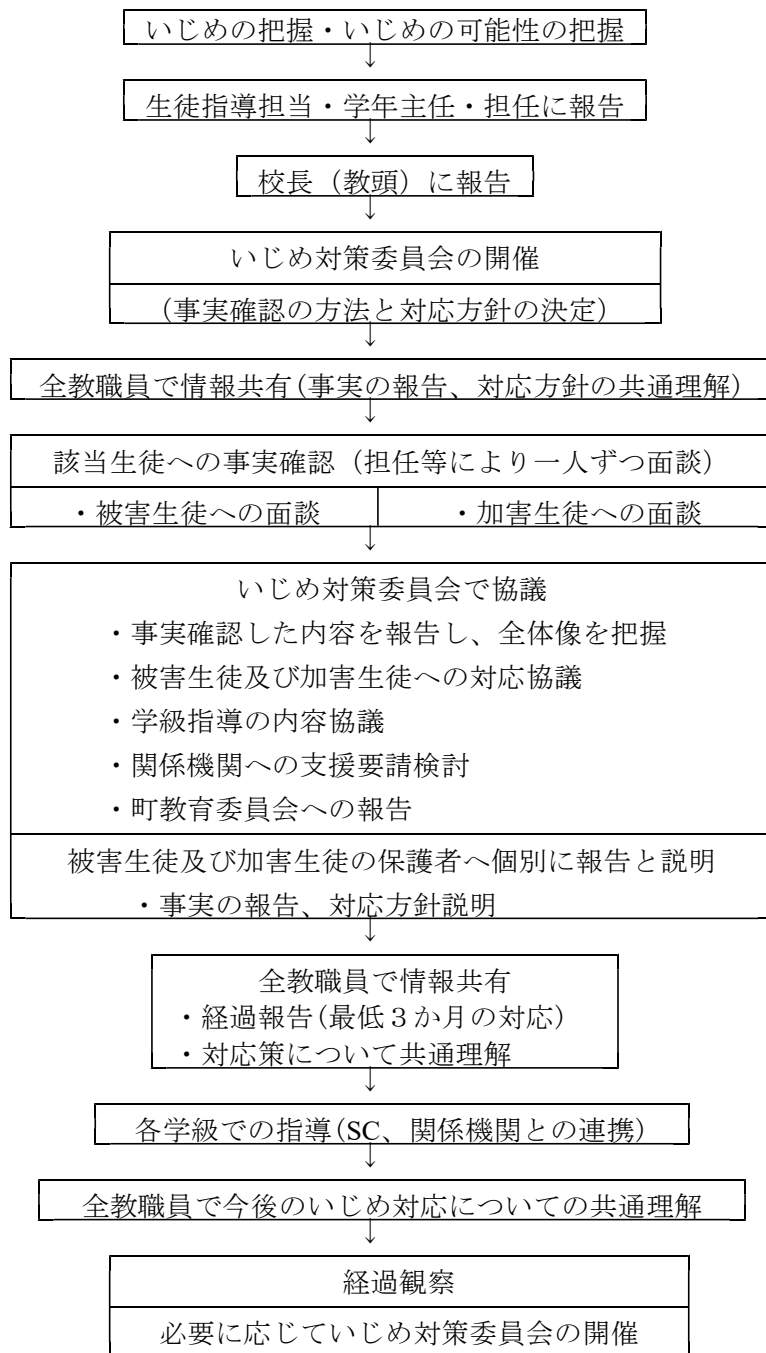 いじめの把握・いじめの可能性の把握
↓
生徒指導担当・学年主任・担任に報告
↓
校長（教頭）に報告
↓
いじめ対策委員会の開催
(事実確認の方法と対応方針の決定)
↓
全教職員で情報共有(事実の報告、対応方針の共通理解)
↓
該当生徒への事実確認（担任等により一人ずつ面談）
・被害生徒への面談　・加害生徒への面談
↓
いじめ対策委員会で協議
・事実確認した内容を報告し、全体像を把握
・被害生徒及び加害生徒への対応協議
・学級指導の内容協議
・関係機関への支援要請検討
・町教育委員会への報告
被害生徒及び加害生徒の保護者へ個別に報告と説明
・事実の報告、対応方針説明
↓
全教職員で情報共有
・経過報告(最低３か月の対応)
・対応策について共通理解
↓
各学級での指導(SC、関係機関との連携)
↓
全教職員で今後のいじめ対応についての共通理解
↓
経過観察
必要に応じていじめ対策委員会の開催